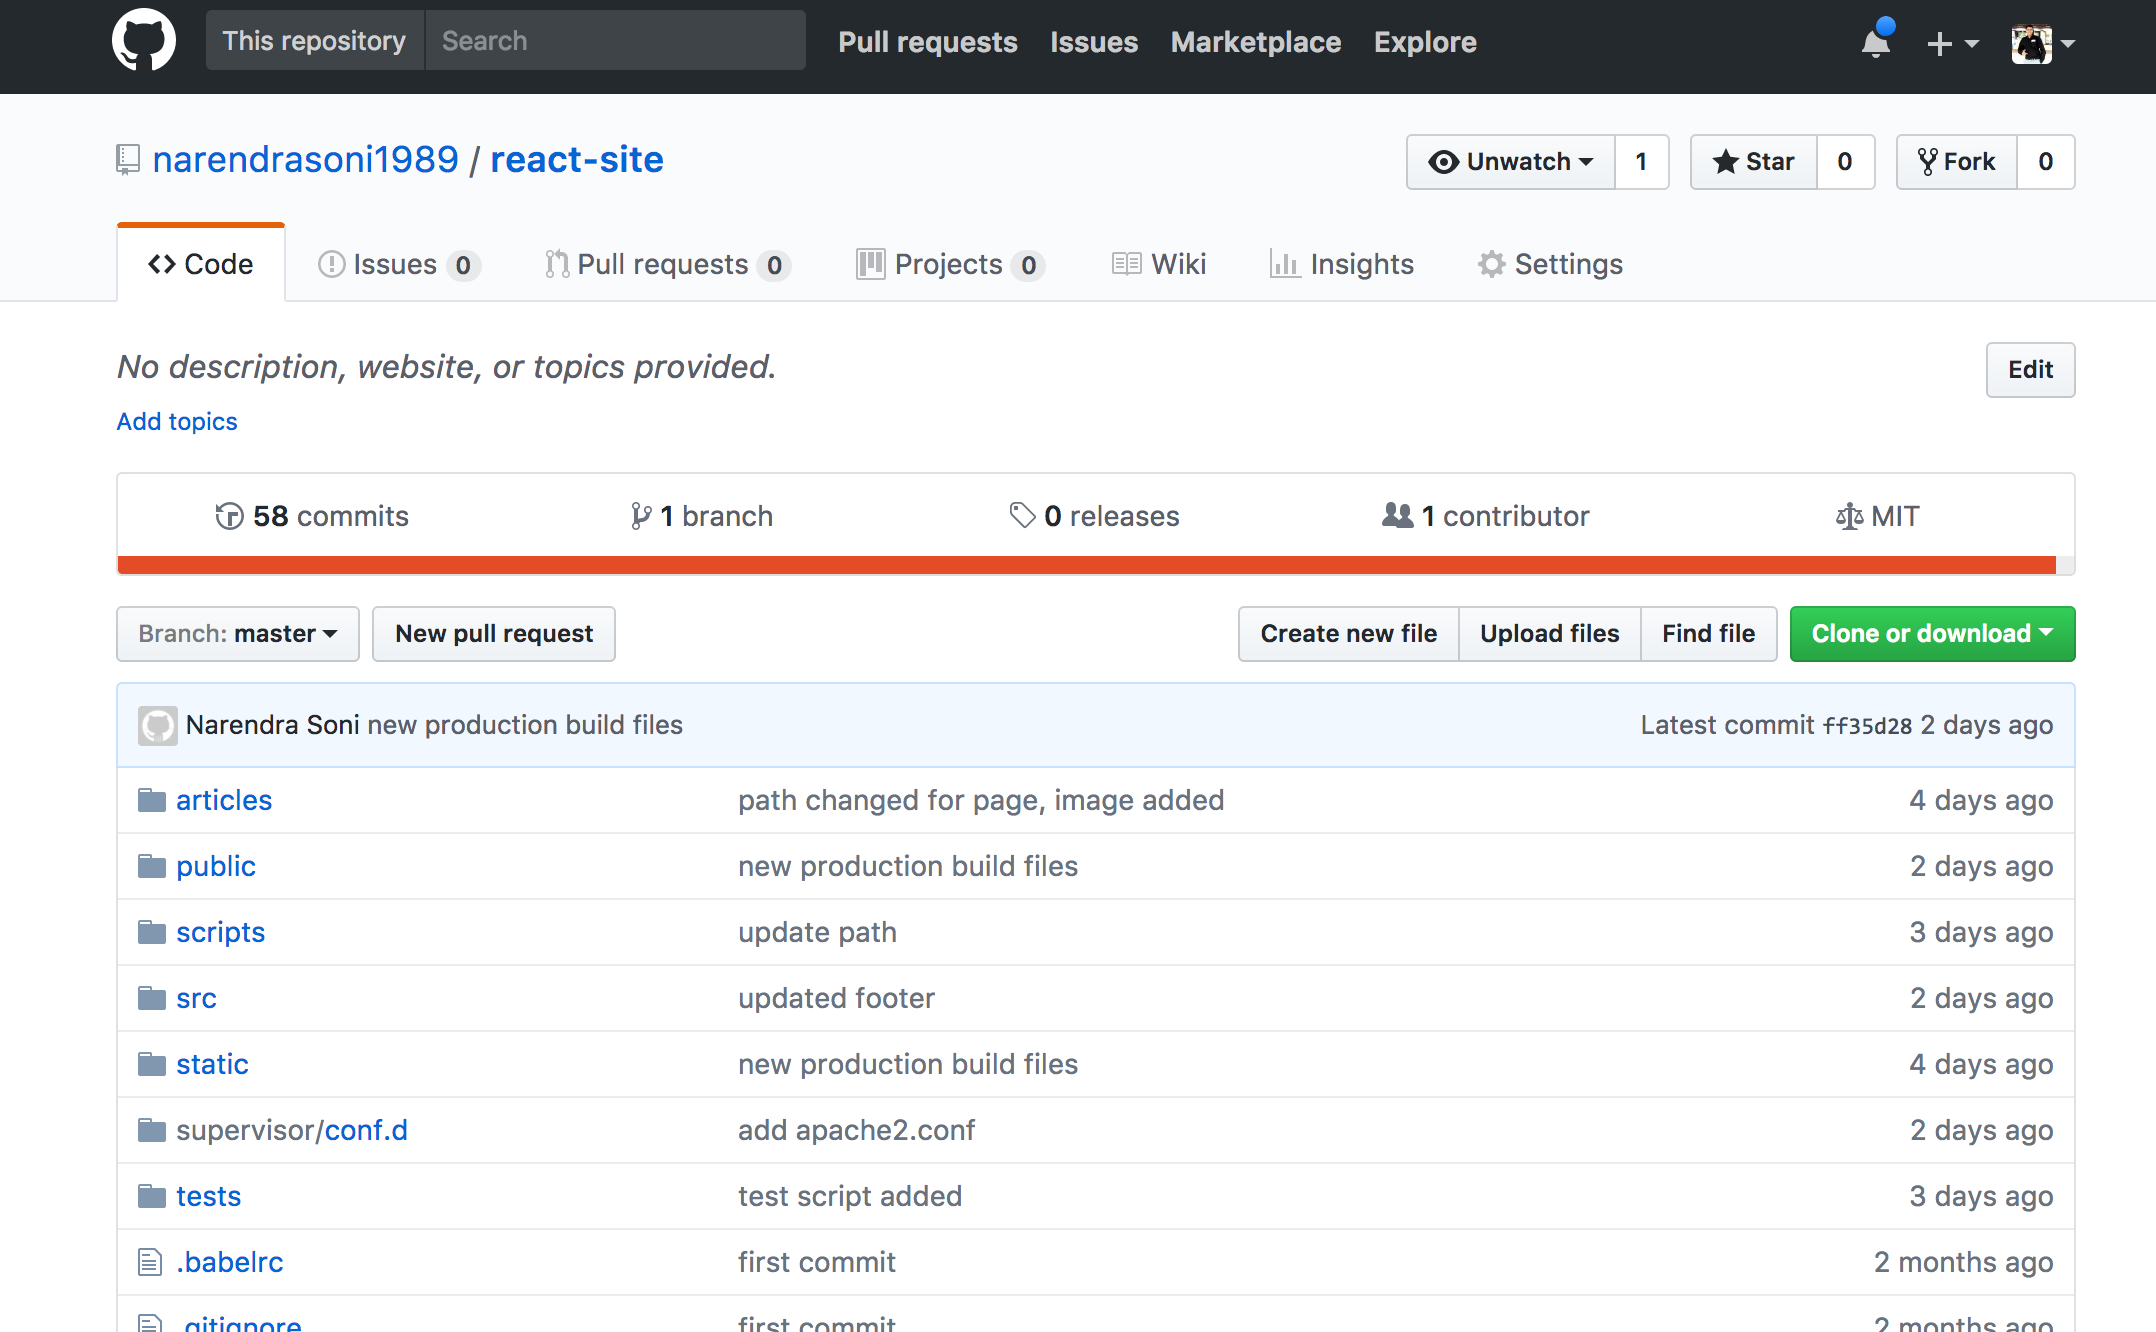 This repository Search Pull requests Issues Marketplace Explore
narendrasoni1989 / react-site Unwatch 1 Star 0 Fork 0
Code Issues 0 Pull requests 0 Projects 0 Wiki Insights Settings
No description, website, or topics provided. Edit
Add topics
58 commits 1 branch 0 releases 1 contributor MIT
Branch: master New pull request Create new file Upload files Find file Clone or download
Narendra Soni new production build files Latest commit ff35d28 2 days ago
articles path changed for page, image added 4 days ago
public new production build files 2 days ago
scripts update path 3 days ago
src updated footer 2 days ago
static new production build files 4 days ago
supervisor/conf.d add apache2.conf 2 days ago
tests test script added 3 days ago
.babelrc first commit 2 months ago
.gitignore first commit 2 months ago